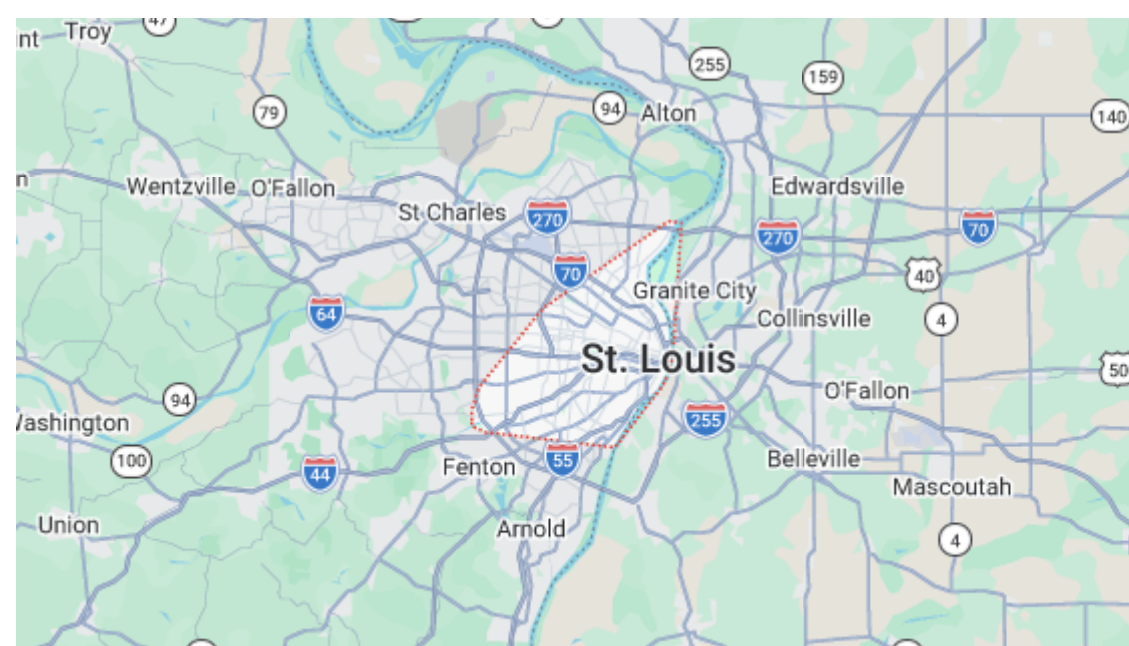 47
nt
Troy
255
159
79
94
Alton
140
n
Wentzville
O'Fallon
Edwardsville
St Charles
270
270
70
70
40
Granite City
64
Collinsville
4
St. Louis
50
94
O'Fallon
Washington
255
100
44
Fenton
55
Belleville
Mascoutah
Union
Arnold
4